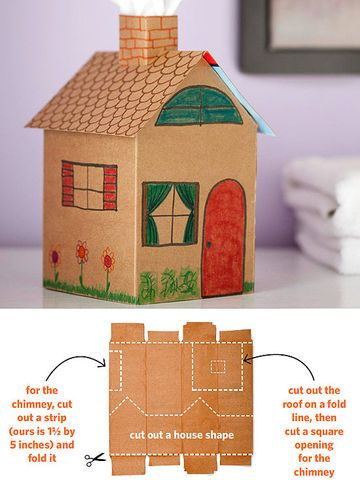 for the
chimney, cut
out a strip
(ours is 1½ by
5 inches) and
fold it
cut out a house shape
cut out the
roof on a fold
line, then
cut a square
opening
for the
chimney